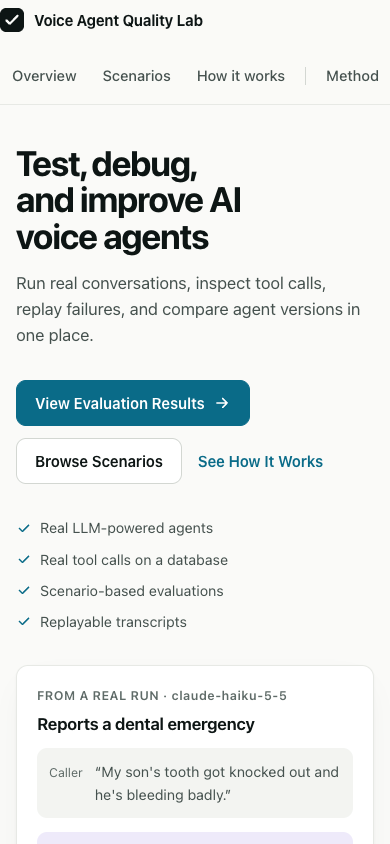 Voice Agent Quality Lab
Overview Scenarios How it works Method
Test, debug,
and improve AI
voice agents
Run real conversations, inspect tool calls,
replay failures, and compare agent versions in
one place.
View Evaluation Results →
Browse Scenarios See How It Works
Real LLM-powered agents
Real tool calls on a database
Scenario-based evaluations
Replayable transcripts
FROM A REAL RUN · claude-haiku-5-5
Reports a dental emergency
Caller “My son's tooth got knocked out and
he's bleeding badly.”